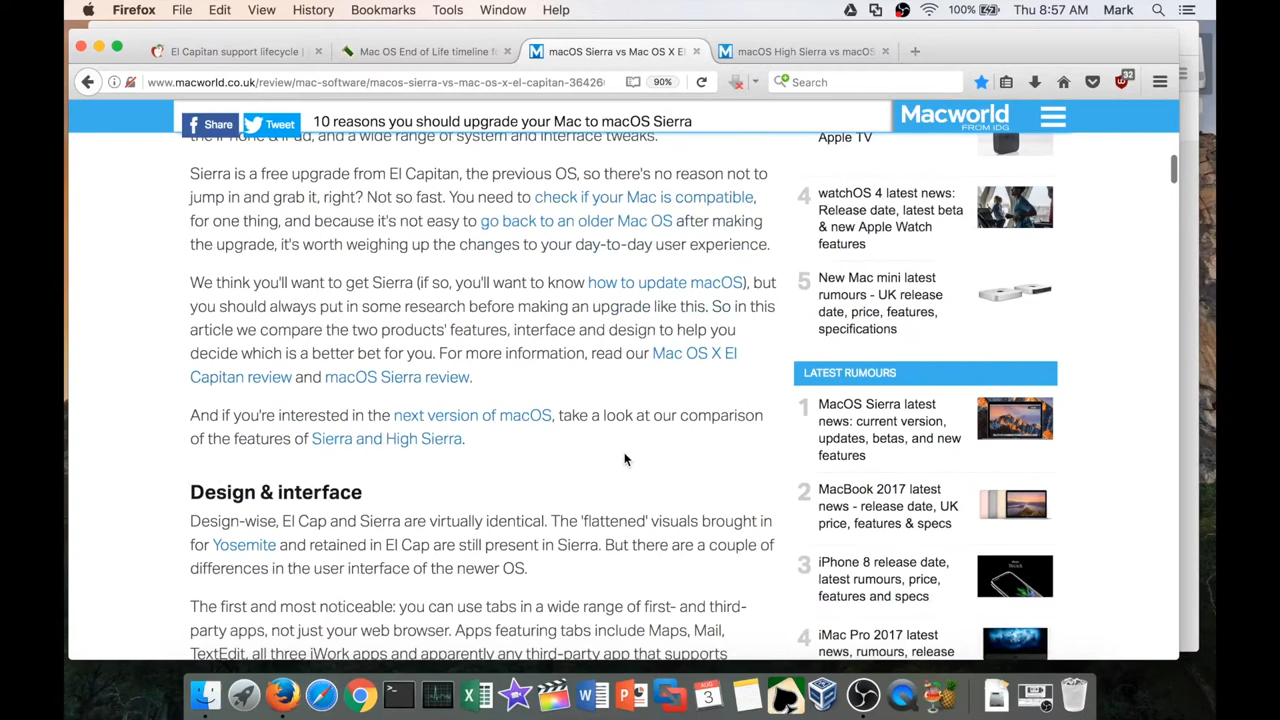 Firefox File Edit View History Bookmarks Tools Window Help 100% Thu 8:57 AM Mark
El Capitan support lifecycle | Mac OS End of Life timeline fo macOS Sierra vs Mac OS X El macOS High Sierra vs macOS
www.macworld.co.uk/review/mac-software/macos-sierra-vs-mac-os-x-el-capitan-36426 90% Search 32
Share Tweet 10 reasons you should upgrade your Mac to macOS Sierra Macworld
FROM IDG
and a wide range of system and interface tweaks.
Sierra is a free upgrade from El Capitan, the previous OS, so there's no reason not to
jump in and grab it, right? Not so fast. You need to check if your Mac is compatible,
for one thing, and because it's not easy to go back to an older Mac OS after making
the upgrade, it's worth weighing up the changes to your day-to-day user experience.
We think you'll want to get Sierra (if so, you'll want to know how to update macOS), but
you should always put in some research before making an upgrade like this. So in this
article we compare the two products' features, interface and design to help you
decide which is a better bet for you. For more information, read our Mac OS X El
Capitan review and macOS Sierra review.
And if you're interested in the next version of macOS, take a look at our comparison
of the features of Sierra and High Sierra.
Design & interface
Design-wise, El Cap and Sierra are virtually identical. The 'flattened' visuals brought in
for Yosemite and retained in El Cap are still present in Sierra. But there are a couple of
differences in the user interface of the newer OS.
The first and most noticeable: you can use tabs in a wide range of first- and third-
party apps, not just your web browser. Apps featuring tabs include Maps, Mail,
TextEdit, all three iWork apps and apparently any third-party app that supports
Apple TV
4 watchOS 4 latest news:
Release date, latest beta
& new Apple Watch
features
5 New Mac mini latest
rumours - UK release
date, price, features,
specifications
LATEST RUMOURS
1 MacOS Sierra latest
news: current version,
updates, betas, and new
features
2 MacBook 2017 latest
news - release date, UK
price, features & specs
3 iPhone 8 release date,
latest rumours, price,
features and specs
4 iMac Pro 2017 latest
news, rumours, release
AUG
3